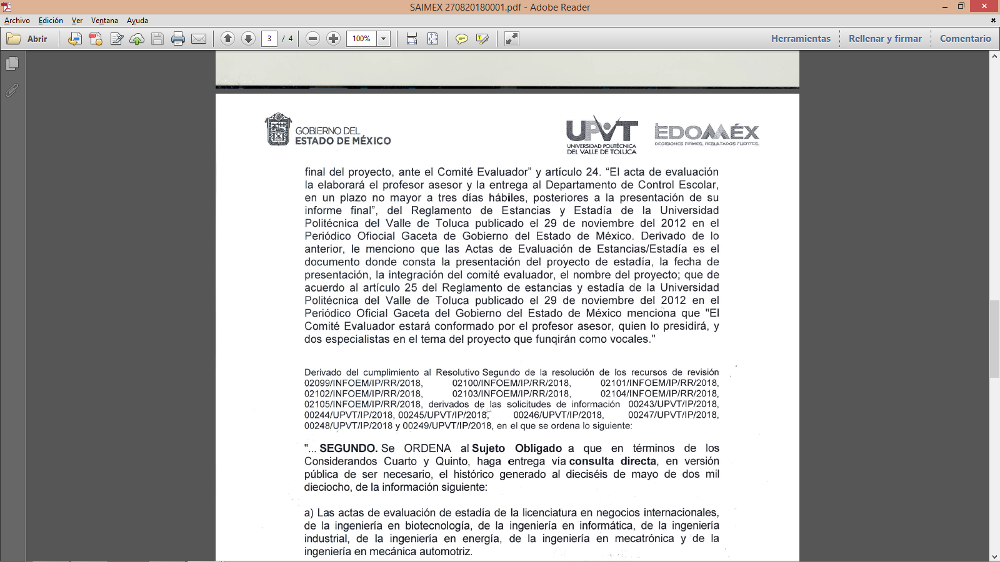 SAIMEX 270820180001.pdf - Adobe Reader
Archivo Edición Ver Ventana Ayuda
Abrir 3 / 4 100% Herramientas Rellenar y firmar Comentario
GOBIERNO DEL
ESTADO DE MÉXICO
UPVT
UNIVERSIDAD POLITÉCNICA
DEL VALLE DE TOLUCA
EDOMÉX
DECISIONES FIRMES, RESULTADOS FUERTES.
final del proyecto, ante el Comité Evaluador” y artículo 24. “El acta de evaluación
la elaborará el profesor asesor y la entrega al Departamento de Control Escolar,
en un plazo no mayor a tres días hábiles, posteriores a la presentación de su
informe final”, del Reglamento de Estancias y Estadía de la Universidad
Politécnica del Valle de Toluca publicado el 29 de noviembre del 2012 en el
Periódico Ofiocial Gaceta de Gobierno del Estado de México. Derivado de lo
anterior, le menciono que las Actas de Evaluación de Estancias/Estadía es el
documento donde consta la presentación del proyecto de estadía, la fecha de
presentación, la integración del comité evaluador, el nombre del proyecto; que de
acuerdo al artículo 25 del Reglamento de estancias y estadía de la Universidad
Politécnica del Valle de Toluca publicado el 29 de noviembre del 2012 en el
Periódico Oficial Gaceta del Gobierno del Estado de México menciona que "El
Comité Evaluador estará conformado por el profesor asesor, quien lo presidirá, y
dos especialistas en el tema del proyecto que funqirán como vocales."
Derivado del cumplimiento al Resolutivo Segundo de la resolución de los recursos de revisión
02099/INFOEM/IP/RR/2018, 02100/INFOEM/IP/RR/2018, 02101/INFOEM/IP/RR/2018,
02102/INFOEM/IP/RR/2018, 02103/INFOEM/IP/RR/2018, 02104/INFOEM/IP/RR/2018,
02105/INFOEM/IP/RR/2018, derivados de las solicitudes de información 00243/UPVT/IP/2018,
00244/UPVT/IP/2018, 00245/UPVT/IP/2018, 00246/UPVT/IP/2018, 00247/UPVT/IP/2018,
00248/UPVT/IP/2018 y 00249/UPVT/IP/2018, en el que se ordena lo siguiente:
"... SEGUNDO. Se ORDENA al Sujeto Obligado a que en términos de los
Considerandos Cuarto y Quinto, haga entrega vía consulta directa, en versión
pública de ser necesario, el histórico generado al dieciséis de mayo de dos mil
dieciocho, de la información siguiente:
a) Las actas de evaluación de estadía de la licenciatura en negocios internacionales,
de la ingeniería en biotecnología, de la ingeniería en informática, de la ingeniería
industrial, de la ingeniería en energía, de la ingeniería en mecatrónica y de la
ingeniería en mecánica automotriz.